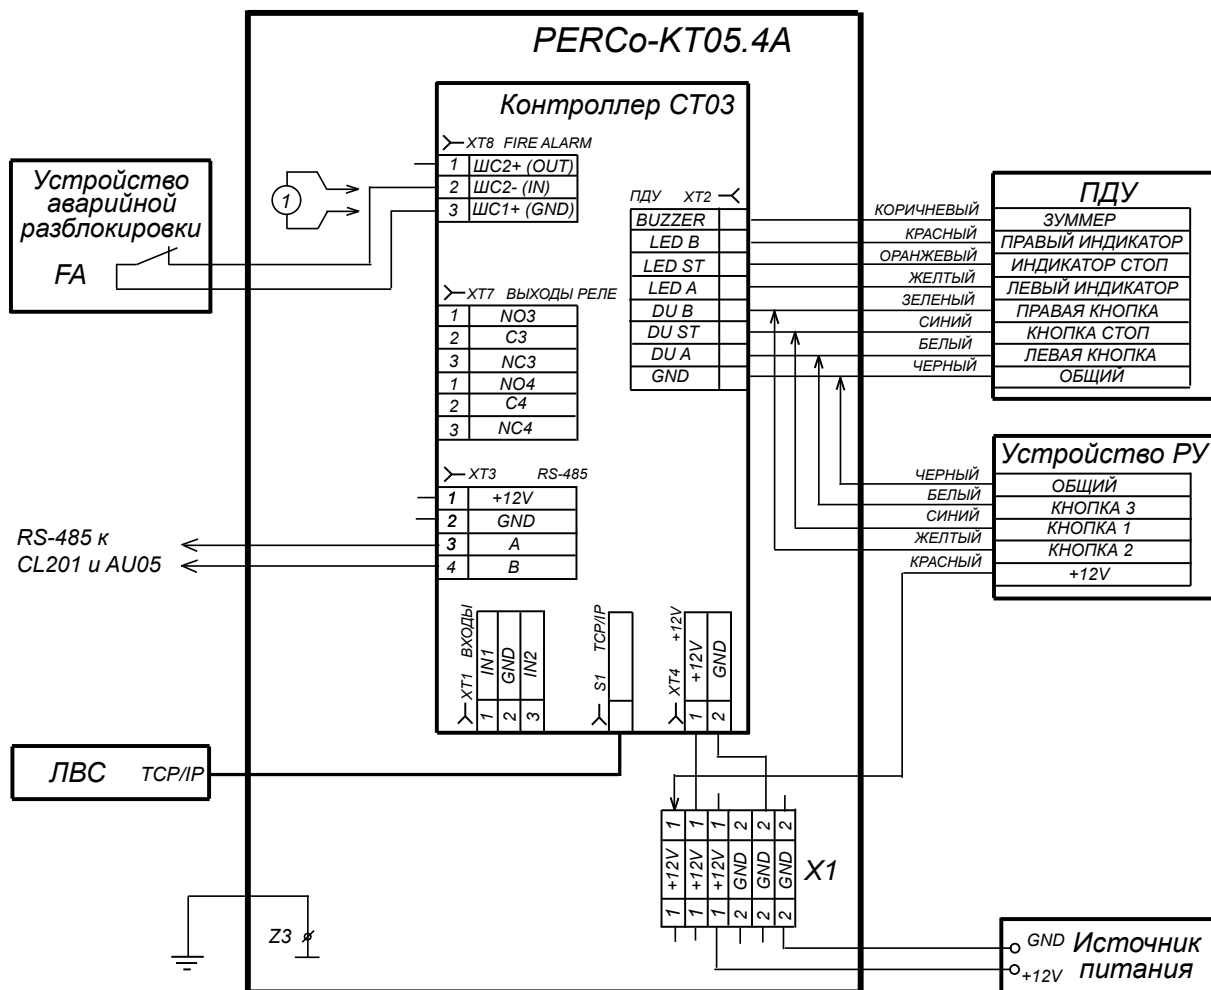 PERCo-KT05.4A
Контроллер CT03
XT8 FIRE ALARM
1 ШС2+ (OUT)
2 ШС2- (IN)
3 ШС1+ (GND)
1
Устройство
аварийной
разблокировки
FA
XT7 ВЫХОДЫ РЕЛЕ
1 NO3
2 C3
3 NC3
1 NO4
2 C4
3 NC4
XT3 RS-485
1 +12V
2 GND
3 A
4 B
RS-485 к
CL201 и AU05
ПДУ XT2
BUZZER
LED B
LED ST
LED A
DU B
DU ST
DU A
GND
КОРИЧНЕВЫЙ
КРАСНЫЙ
ОРАНЖЕВЫЙ
ЖЕЛТЫЙ
ЗЕЛЕНЫЙ
СИНИЙ
БЕЛЫЙ
ЧЕРНЫЙ
ПДУ
ЗУММЕР
ПРАВЫЙ ИНДИКАТОР
ИНДИКАТОР СТОП
ЛЕВЫЙ ИНДИКАТОР
ПРАВАЯ КНОПКА
КНОПКА СТОП
ЛЕВАЯ КНОПКА
ОБЩИЙ
Устройство РУ
ЧЕРНЫЙ
БЕЛЫЙ
СИНИЙ
ЖЕЛТЫЙ
КРАСНЫЙ
ОБЩИЙ
КНОПКА 3
КНОПКА 1
КНОПКА 2
+12V
XT1 ВХОДЫ
1 IN1
2 GND
3 IN2
S1 TCP/IP
XT4 +12V
1 +12V
2 GND
ЛВС TCP/IP
1 +12V 1
1 +12V 1
1 +12V 1
2 GND 2
2 GND 2
2 GND 2
X1
Z3
GND
+12V
Источник
питания